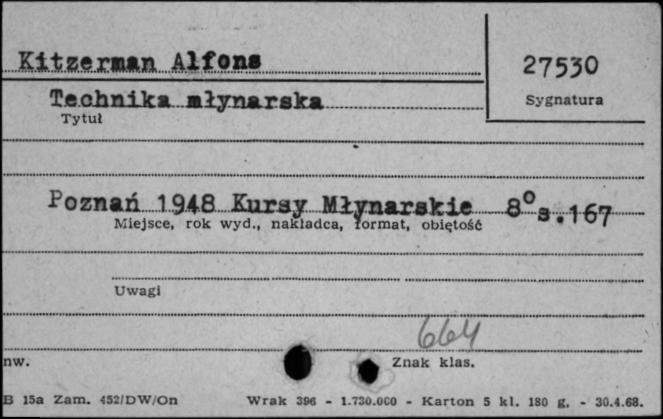 Kitzerman Alfons
27530
Sygnatura
Technika młynarska
Tytuł
Poznań 1948 Kursy Młynarskie 8° s.167
Miejsce, rok wyd., nakładca, format, objętość
Uwagi
664
nw. Znak klas.
B 15a Zam. 452/DW/On Wrak 396 - 1.730.000 - Karton 5 kl. 180 g. - 30.4.68.